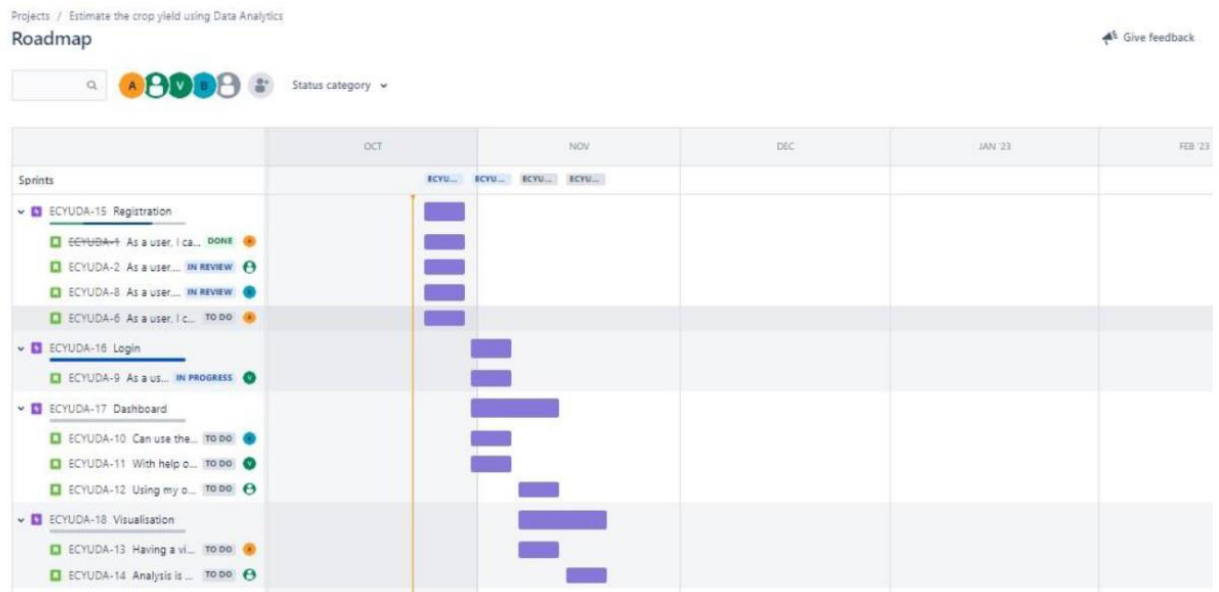 Projects / Estimate the crop yield using Data Analytics
Roadmap
Give feedback
A V B Status category
OCT NOV DEC JAN '23 FEB '23
Sprints ECYU... ECYU... ECYU... ECYU...
ECYUDA-15 Registration
ECYUDA-1 As a user, I ca... DONE A
ECYUDA-2 As a user,... IN REVIEW
ECYUDA-8 As a user,... IN REVIEW B
ECYUDA-6 As a user, I c... TO DO A
ECYUDA-16 Login
ECYUDA-9 As a us... IN PROGRESS V
ECYUDA-17 Dashboard
ECYUDA-10 Can use the... TO DO B
ECYUDA-11 With help o... TO DO V
ECYUDA-12 Using my o... TO DO
ECYUDA-18 Visualisation
ECYUDA-13 Having a vi... TO DO A
ECYUDA-14 Analysis is ... TO DO